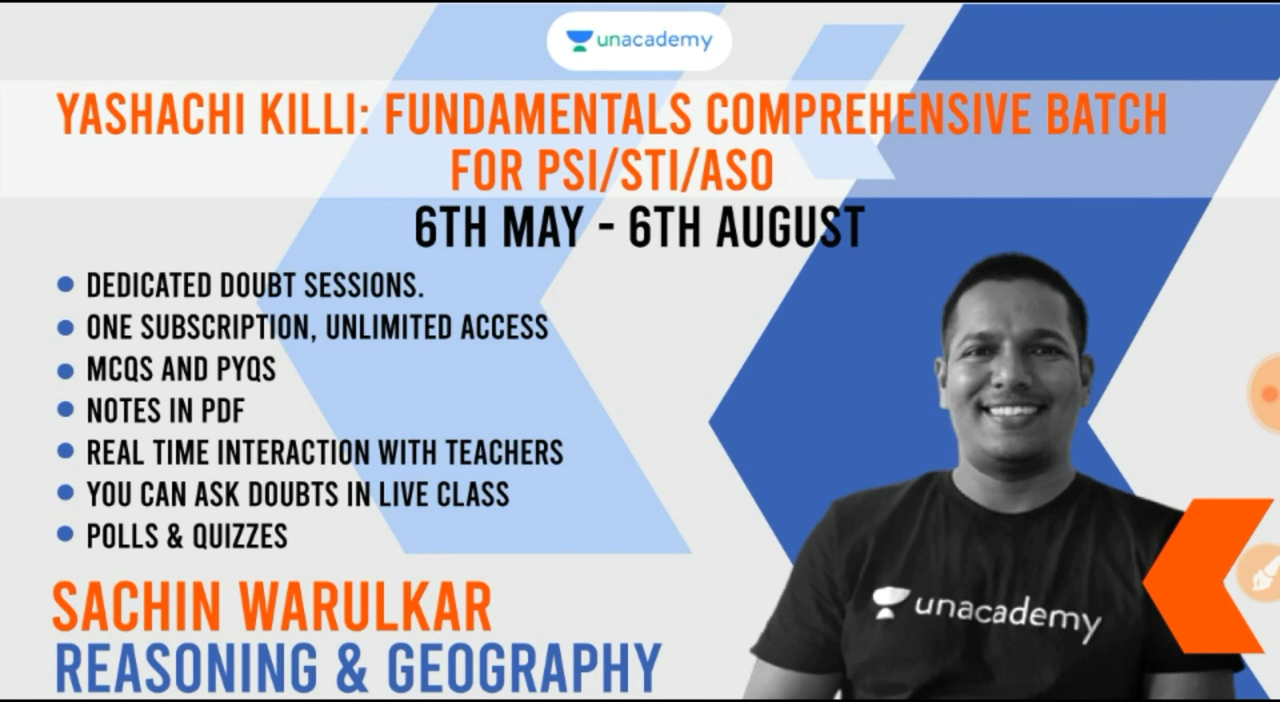 unacademy
YASHACHI KILLI: FUNDAMENTALS COMPREHENSIVE BATCH
FOR PSI/STI/ASO
6TH MAY - 6TH AUGUST
DEDICATED DOUBT SESSIONS.
ONE SUBSCRIPTION, UNLIMITED ACCESS
MCQS AND PYQS
NOTES IN PDF
REAL TIME INTERACTION WITH TEACHERS
YOU CAN ASK DOUBTS IN LIVE CLASS
POLLS & QUIZZES
SACHIN WARULKAR
REASONING & GEOGRAPHY
unacademy